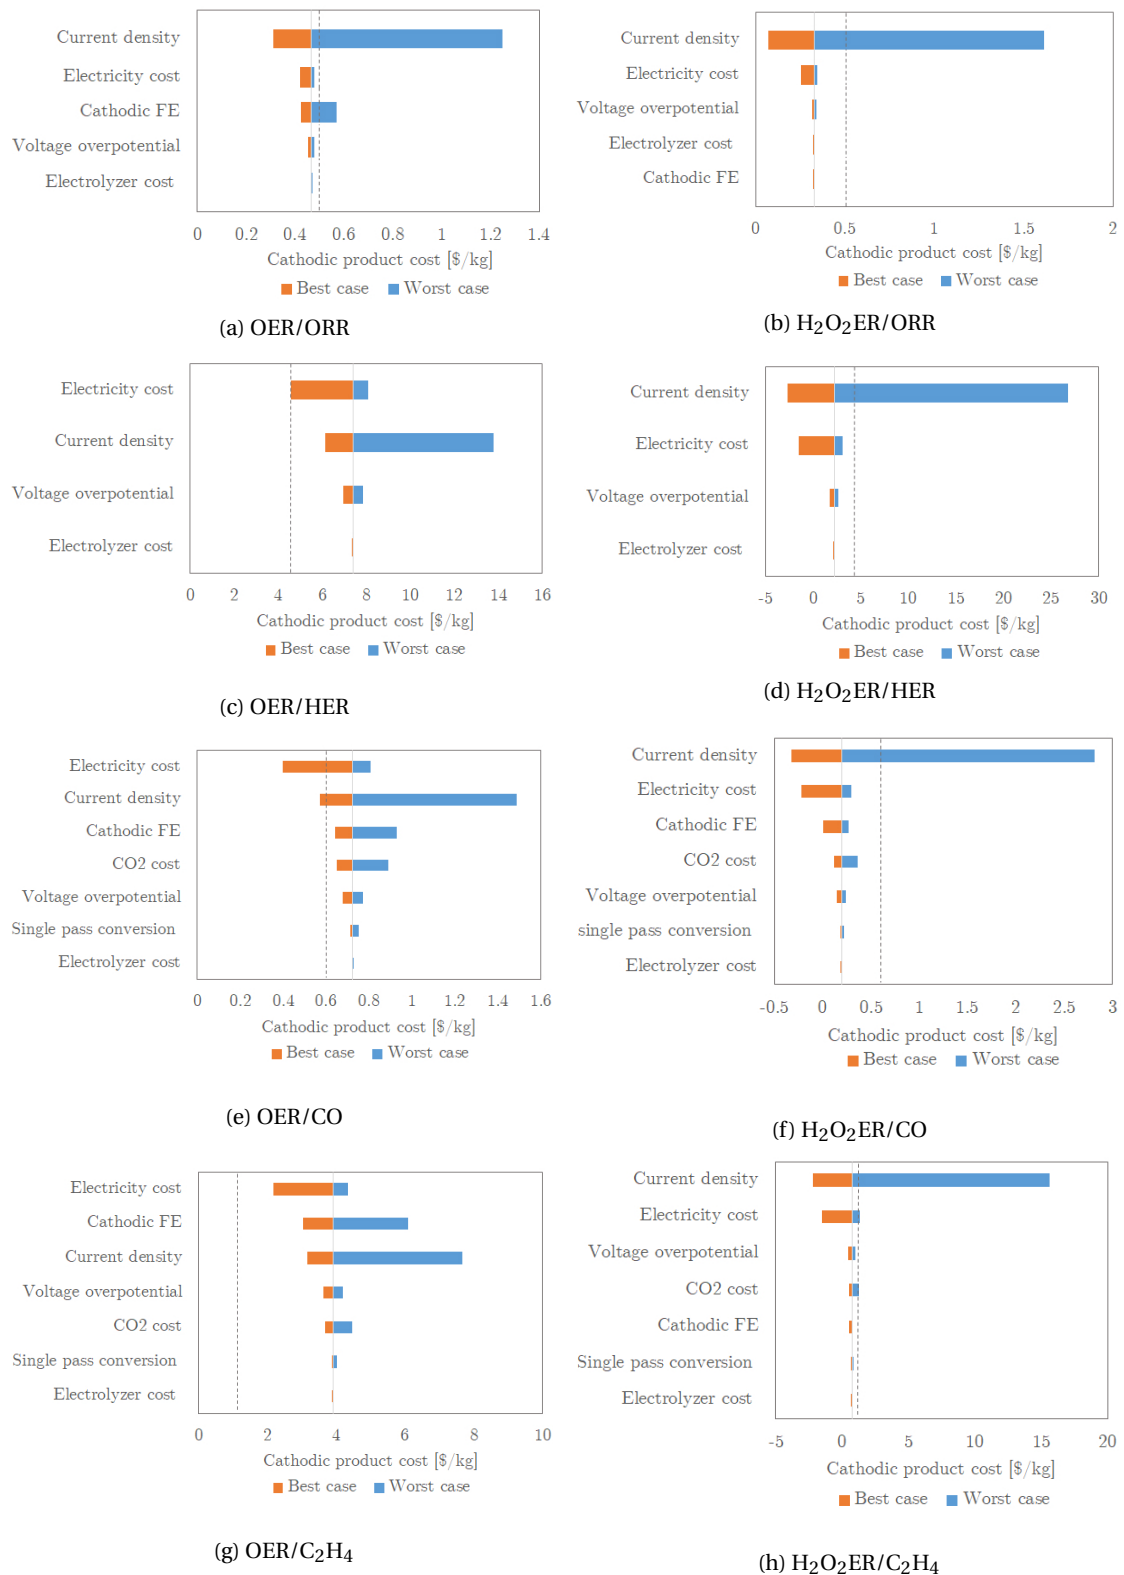 Current density
Electricity cost
Cathodic FE
Voltage overpotential
Electrolyzer cost
0 0.2 0.4 0.6 0.8 1 1.2 1.4
Cathodic product cost [$/kg]
Best case Worst case
(a) OER/ORR
Current density
Electricity cost
Voltage overpotential
Electrolyzer cost
Cathodic FE
0 0.5 1 1.5 2
Cathodic product cost [$/kg]
Best case Worst case
(b) H2O2ER/ORR
Electricity cost
Current density
Voltage overpotential
Electrolyzer cost
0 2 4 6 8 10 12 14 16
Cathodic product cost [$/kg]
Best case Worst case
(c) OER/HER
Current density
Electricity cost
Voltage overpotential
Electrolyzer cost
-5 0 5 10 15 20 25 30
Cathodic product cost [$/kg]
Best case Worst case
(d) H2O2ER/HER
Electricity cost
Current density
Cathodic FE
CO2 cost
Voltage overpotential
Single pass conversion
Electrolyzer cost
0 0.2 0.4 0.6 0.8 1 1.2 1.4 1.6
Cathodic product cost [$/kg]
Best case Worst case
(e) OER/CO
Current density
Electricity cost
Cathodic FE
CO2 cost
Voltage overpotential
single pass conversion
Electrolyzer cost
-0.5 0 0.5 1 1.5 2 2.5 3
Cathodic product cost [$/kg]
Best case Worst case
(f) H2O2ER/CO
Electricity cost
Cathodic FE
Current density
Voltage overpotential
CO2 cost
Single pass conversion
Electrolyzer cost
0 2 4 6 8 10
Cathodic product cost [$/kg]
Best case Worst case
(g) OER/C2H4
Current density
Electricity cost
Voltage overpotential
CO2 cost
Cathodic FE
Single pass conversion
Electrolyzer cost
-5 0 5 10 15 20
Cathodic product cost [$/kg]
Best case Worst case
(h) H2O2ER/C2H4